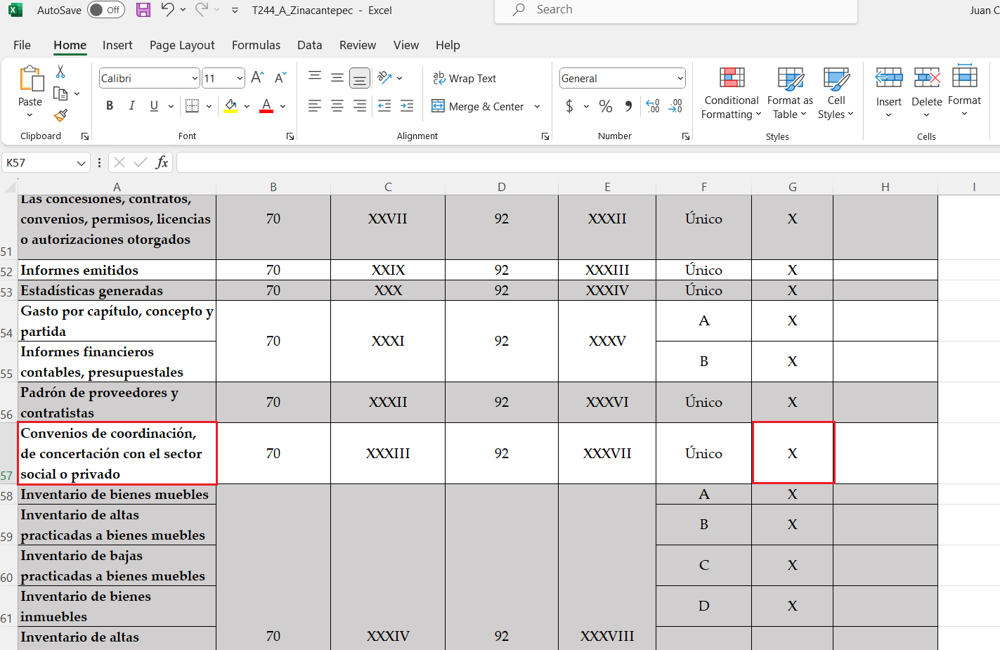 AutoSave Off T244_A_Zinacantepec - Excel Search Juan C
File Home Insert Page Layout Formulas Data Review View Help
Calibri 11 A A Wrap Text General
Paste B I U A Merge & Center $ % 9 .00 .00 Conditional Formatting Format as Table Cell Styles Insert Delete Format
Clipboard Font Alignment Number Styles Cells
K57 fx
A B C D E F G H I
51 Las concesiones, contratos,
convenios, permisos, licencias 70 XXVII 92 XXXII Único X
o autorizaciones otorgados
52 Informes emitidos 70 XXIX 92 XXXIII Único X
53 Estadísticas generadas 70 XXX 92 XXXIV Único X
54 Gasto por capítulo, concepto y A X
partida
70 XXXI 92 XXXV
55 Informes financieros B X
contables, presupuestales
56 Padrón de proveedores y 70 XXXII 92 XXXVI Único X
contratistas
57 Convenios de coordinación,
de concertación con el sector 70 XXXIII 92 XXXVII Único X
social o privado
58 Inventario de bienes muebles A X
59 Inventario de altas B X
practicadas a bienes muebles
60 Inventario de bajas C X
practicadas a bienes muebles
61 Inventario de bienes D X
inmuebles
Inventario de altas 70 XXXIV 92 XXXVIII